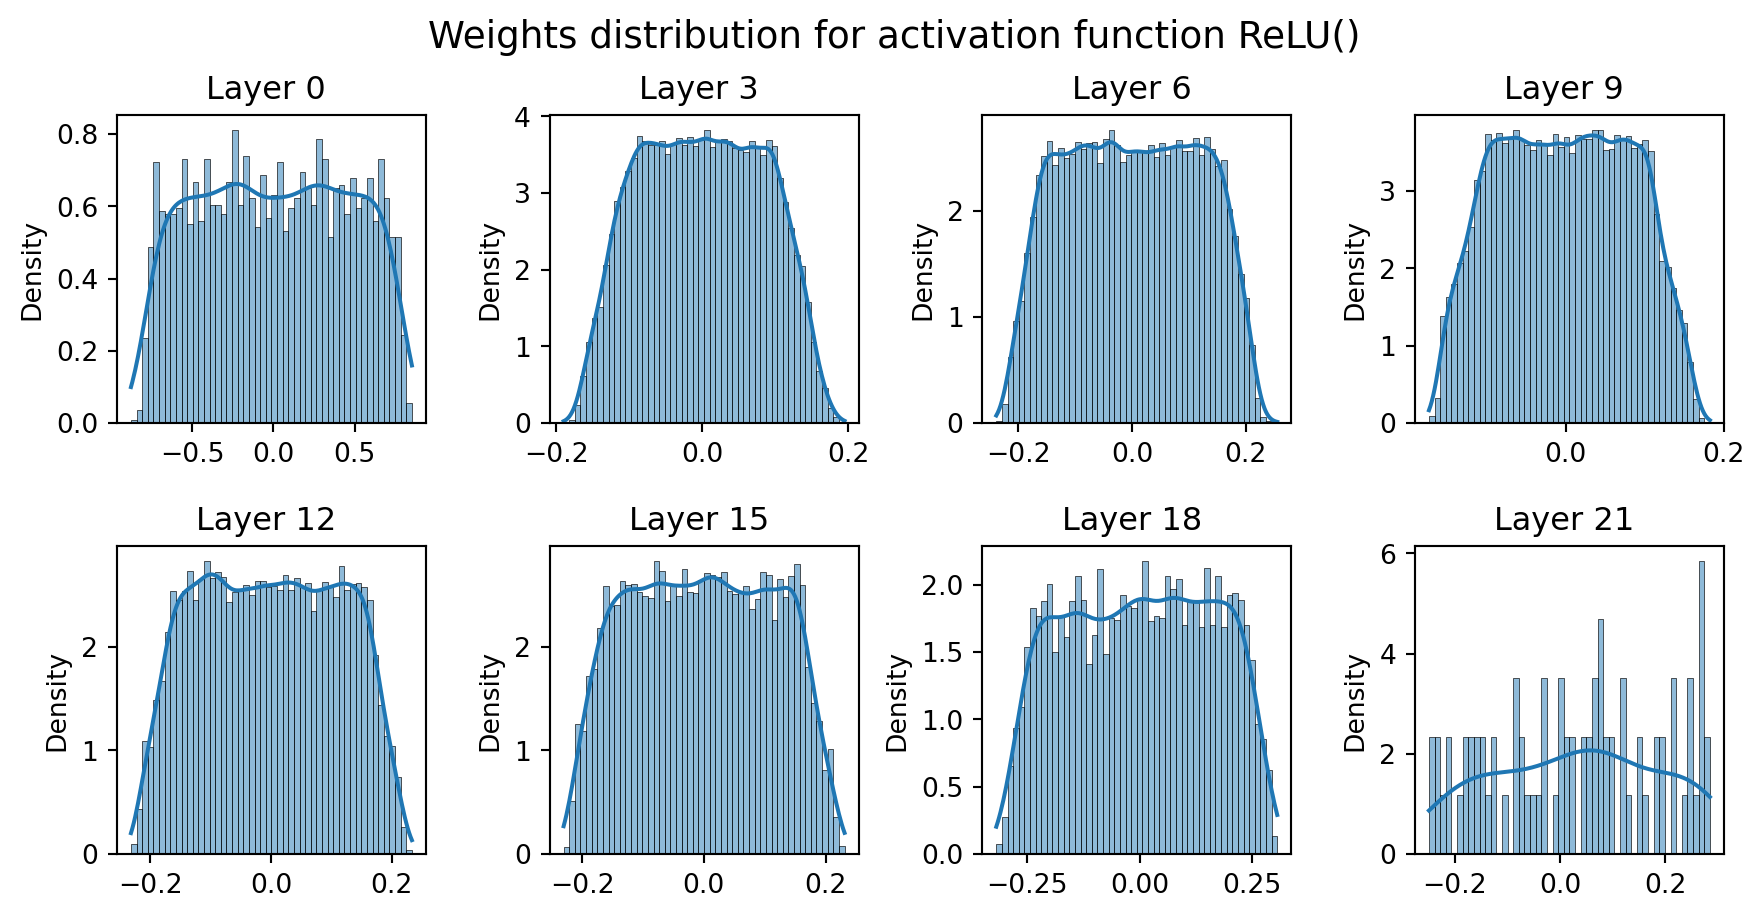 Weights distribution for activation function ReLU()
Layer 0
Layer 3
Layer 6
Layer 9
Density
0.8
0.6
0.4
0.2
0.0
−0.5 0.0 0.5
Density
4
3
2
1
0
−0.2 0.0 0.2
Density
2
1
0
−0.2 0.0 0.2
Density
3
2
1
0
0.0 0.2
Layer 12
Layer 15
Layer 18
Layer 21
Density
2
1
0
−0.2 0.0 0.2
Density
2
1
0
−0.2 0.0 0.2
Density
2.0
1.5
1.0
0.5
0.0
−0.25 0.00 0.25
Density
6
4
2
0
−0.2 0.0 0.2